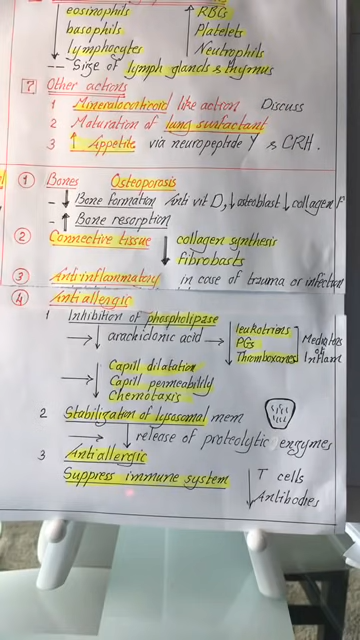 eosinophils ↑ RBCs
basophils Platelets
↓ lymphocytes Neutrophils
-- Size of lymph glands & thymus
7 Other actions
1 Mineralocorticoid like action Discuss
2 Maturation of lung surfactant
3 ↑ Appetite via neuropeptide Y & CRH.
① Bones Osteoporosis
- ↓ Bone formation Anti vit D, ↓ osteoblast ↓ collagen F
- ↑ Bone resorption
② Connective tissue ↓ collagen synthesis
fibrobasts
③ Antiinflammatory in case of trauma or infection
④ Antiallergic
1 Inhibition of phospholipase
→ ↓ arachidonic acid → ↓ leukotriens
PGs
Thromboxanes
Mediators of Inflam
→ ↓ Capill dilatation
Capill permeability
Chemotaxis
2 Stabilization of lysosomal mem
→ ↓ release of proteolytic enzymes
3 Antiallergic
Suppress immune system ↓ T cells
Antibodies